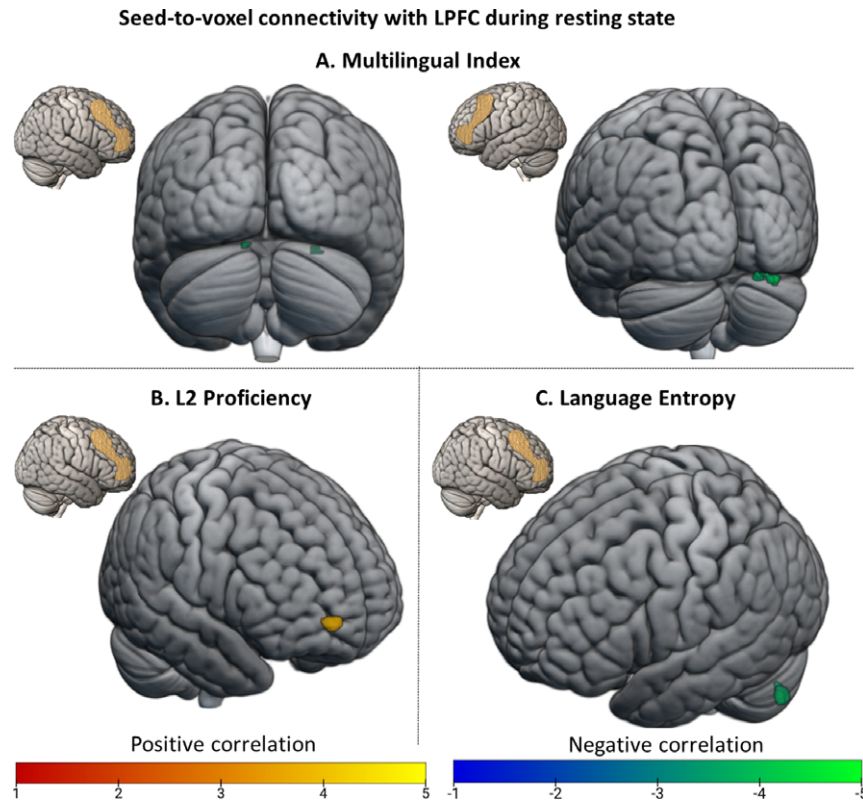 Seed-to-voxel connectivity with LPFC during resting state
A. Multilingual Index
B. L2 Proficiency
C. Language Entropy
Positive correlation
Negative correlation
1 2 3 4 5
-1 -2 -3 -4 -5